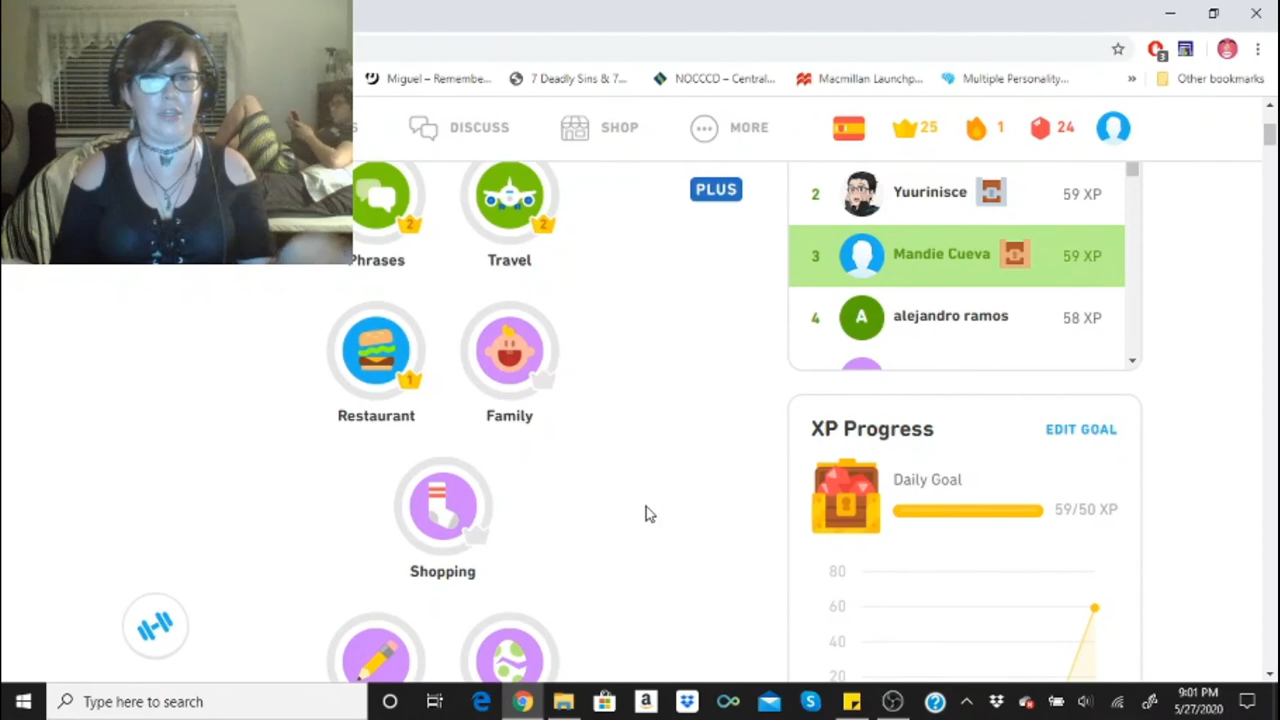 3
Miguel – Remembe...
7 Deadly Sins & 7...
NOCCCD – Central...
Macmillan Launchp...
Multiple Personality...
»
Other bookmarks
S
DISCUSS
SHOP
MORE
25
1
24
2
Phrases
2
Travel
PLUS
2
Yuurinisce
59 XP
3
Mandie Cueva
59 XP
4
A
alejandro ramos
58 XP
1
Restaurant
Family
Shopping
XP Progress
EDIT GOAL
Daily Goal
59/50 XP
80
60
40
20
Type here to search
9:01 PM
5/27/2020